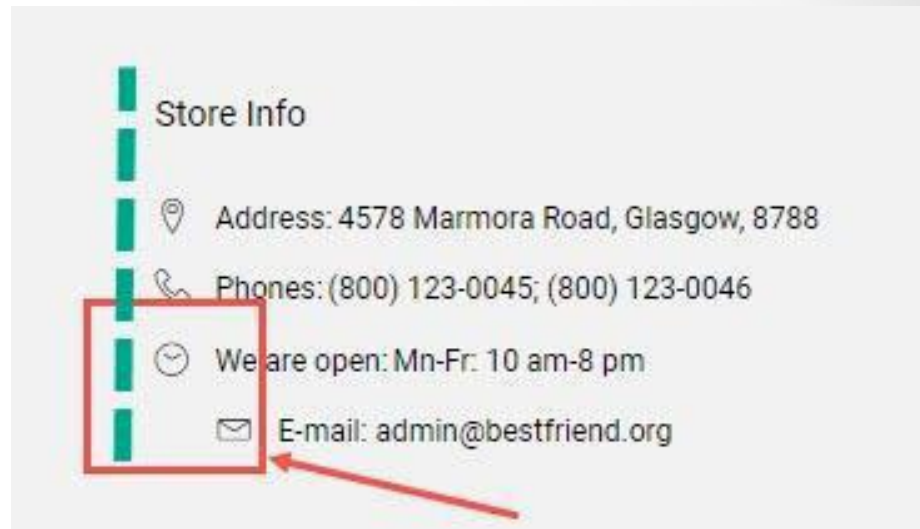 Store Info
Address: 4578 Marmora Road, Glasgow, 8788
Phones: (800) 123-0045; (800) 123-0046
We are open: Mn-Fr: 10 am-8 pm
E-mail: admin@bestfriend.org